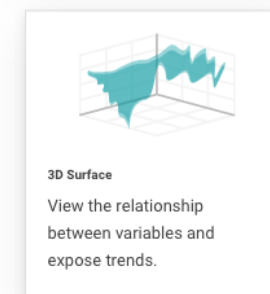 3D Surface
View the relationship
between variables and
expose trends.